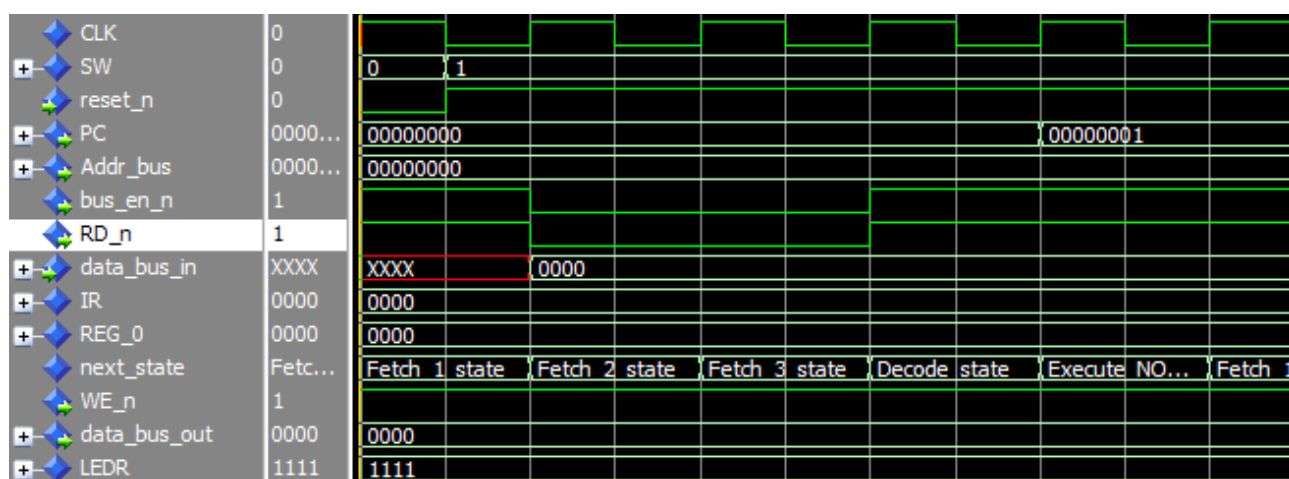 CLK 0
SW 0 0 1
reset_n 0
PC 0000... 00000000 00000001
Addr_bus 0000... 00000000
bus_en_n 1
RD_n 1
data_bus_in XXXX XXXX 0000
IR 0000 0000
REG_0 0000 0000
next_state Fetc... Fetch 1 state Fetch 2 state Fetch 3 state Decode state Execute NO... Fetch 1
WE_n 1
data_bus_out 0000 0000
LEDR 1111 1111